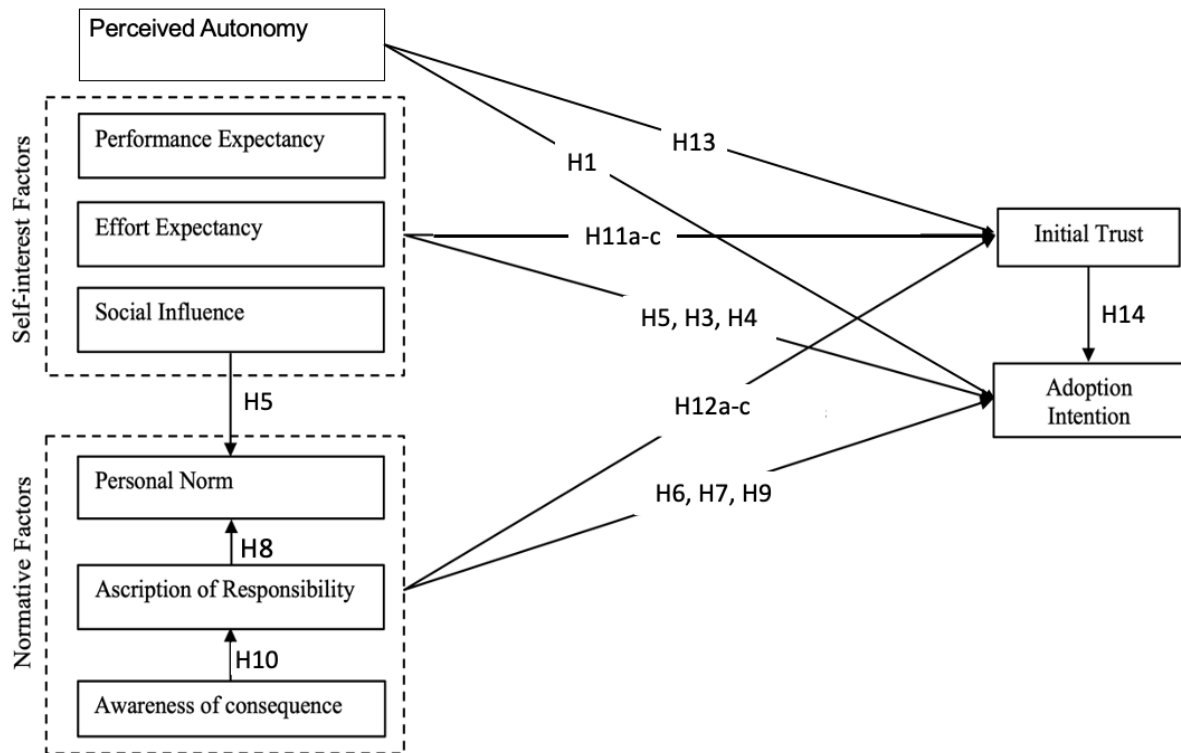 Perceived Autonomy
Self-interest Factors
Performance Expectancy
Effort Expectancy
Social Influence
H13
H1
H11a-c
H5, H3, H4
Initial Trust
H14
Adoption
Intention
H5
H12a-c
H6, H7, H9
Normative Factors
Personal Norm
H8
Ascription of Responsibility
H10
Awareness of consequence